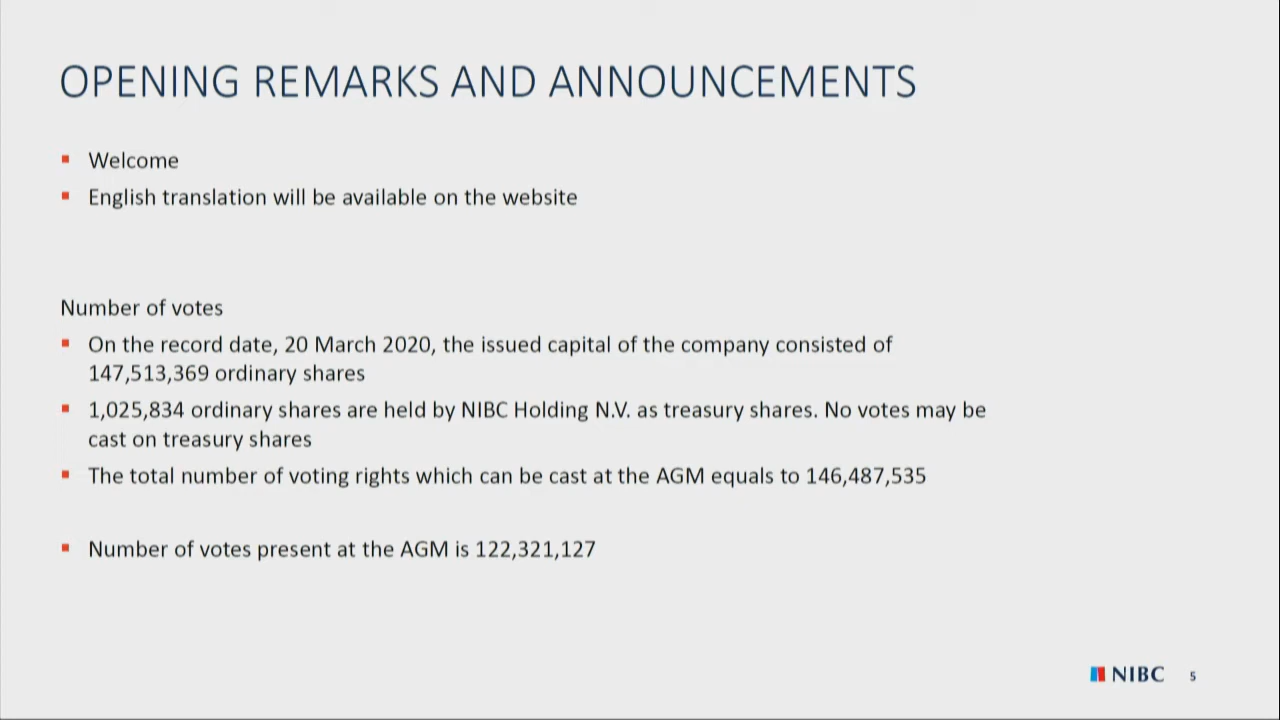 OPENING REMARKS AND ANNOUNCEMENTS
Welcome
English translation will be available on the website
Number of votes
On the record date, 20 March 2020, the issued capital of the company consisted of
147,513,369 ordinary shares
1,025,834 ordinary shares are held by NIBC Holding N.V. as treasury shares. No votes may be
cast on treasury shares
The total number of voting rights which can be cast at the AGM equals to 146,487,535
Number of votes present at the AGM is 122,321,127
NIBC 5